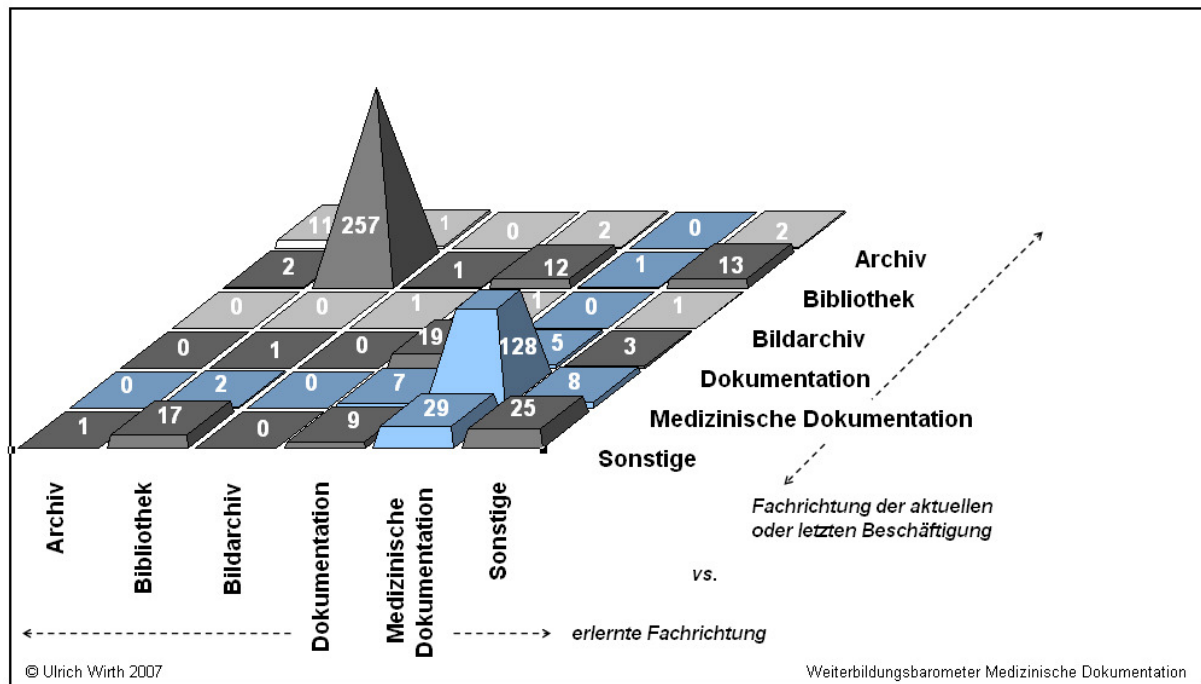 11 1 0 2 0 2
2 257 1 12 1 13
Archiv
0 0 1 1 0 1
Bibliothek
0 1 0 19 5 3
Bildarchiv
0 2 0 7 128 8
Dokumentation
1 17 0 9 29 25
Medizinische Dokumentation
Sonstige
Archiv
Bibliothek
Bildarchiv
Dokumentation
Medizinische
Dokumentation
Sonstige
Fachrichtung der aktuellen
oder letzten Beschäftigung
vs.
erlernte Fachrichtung
© Ulrich Wirth 2007
Weiterbildungsbarometer Medizinische Dokumentation